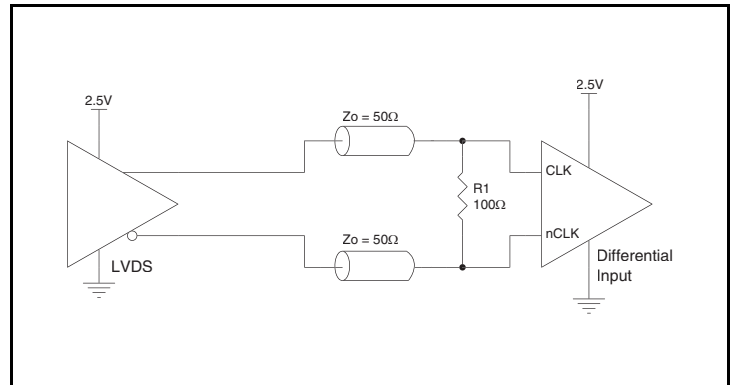 2.5V
2.5V
Zo = 50Ω
CLK
R1
100Ω
nCLK
Zo = 50Ω
LVDS
Differential
Input